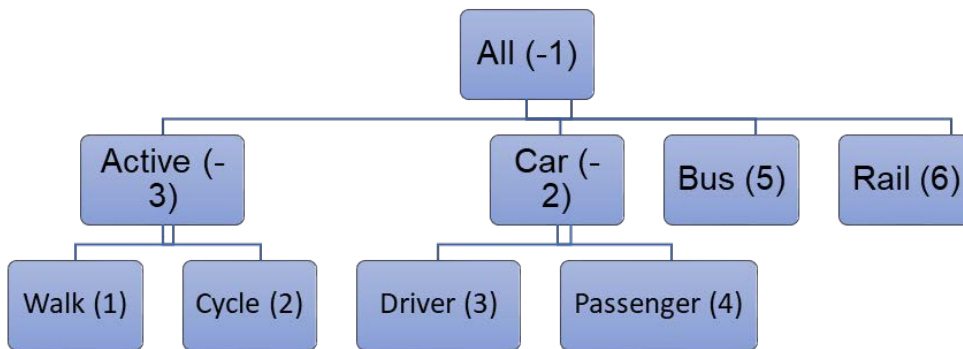 All (-1)
Active (-
3)
Car (-
2)
Bus (5)
Rail (6)
Walk (1)
Cycle (2)
Driver (3)
Passenger (4)